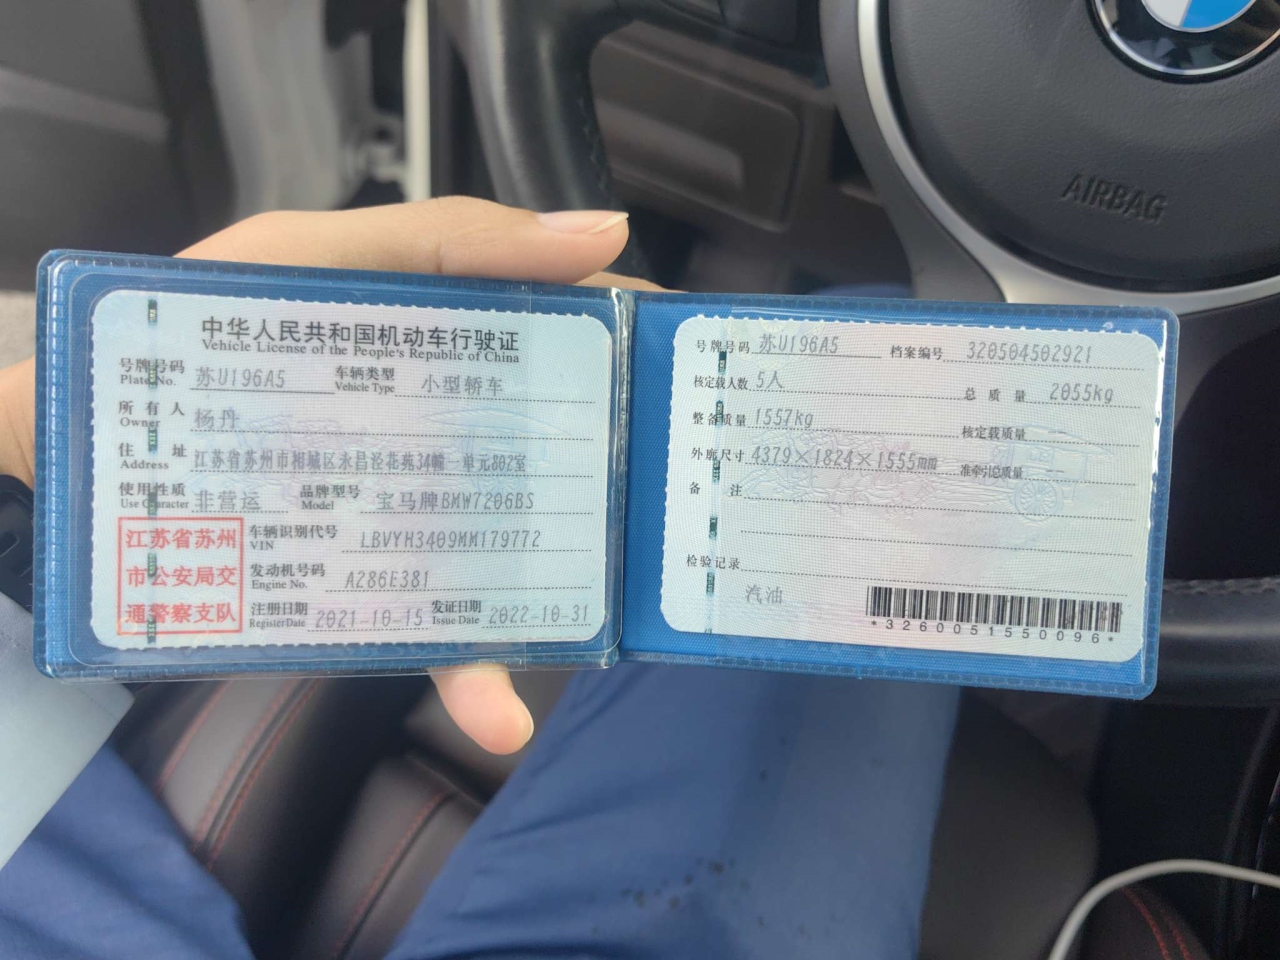 AIRBAG
中华人民共和国机动车行驶证
Vehicle License of the People's Republic of China
号牌号码 苏U196A5 车辆类型 小型轿车
Plate No. Vehicle Type
所有人 杨丹
Owner
住址 江苏省苏州市相城区永昌泾花苑34幢一单元802室
Address
使用性质 非营运 品牌型号 宝马牌BMW7206BS
Use Character Model
江苏省苏州
市公安局交
通警察支队
车辆识别代号 LBVYH3409MM179772
VIN
发动机号码 A286E381
Engine No.
注册日期 2021-10-15 发证日期 2022-10-31
Register Date Issue Date
号牌号码 苏U196A5 档案编号 320504502921
核定载人数 5人 总质量 2055kg
整备质量 1557kg 核定载质量 --
外廓尺寸 4379×1824×1555mm 准牵引总质量 --
备注
检验记录
汽油
*3260051550096*